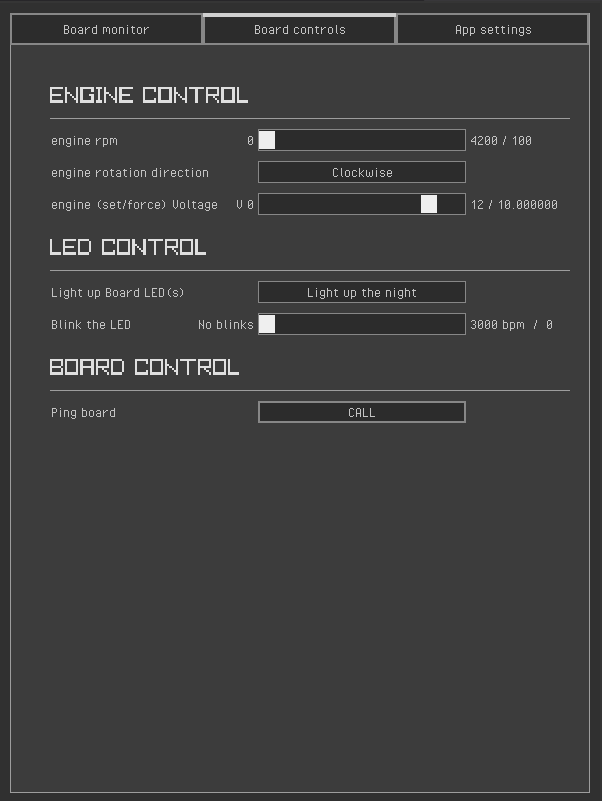 Board monitor Board controls App settings
ENGINE CONTROL
engine rpm 0 4200 / 100
engine rotation direction Clockwise
engine (set/force) Voltage V 0 12 / 10.000000
LED CONTROL
Light up Board LED(s) Light up the night
Blink the LED No blinks 3000 bpm / 0
BOARD CONTROL
Ping board CALL